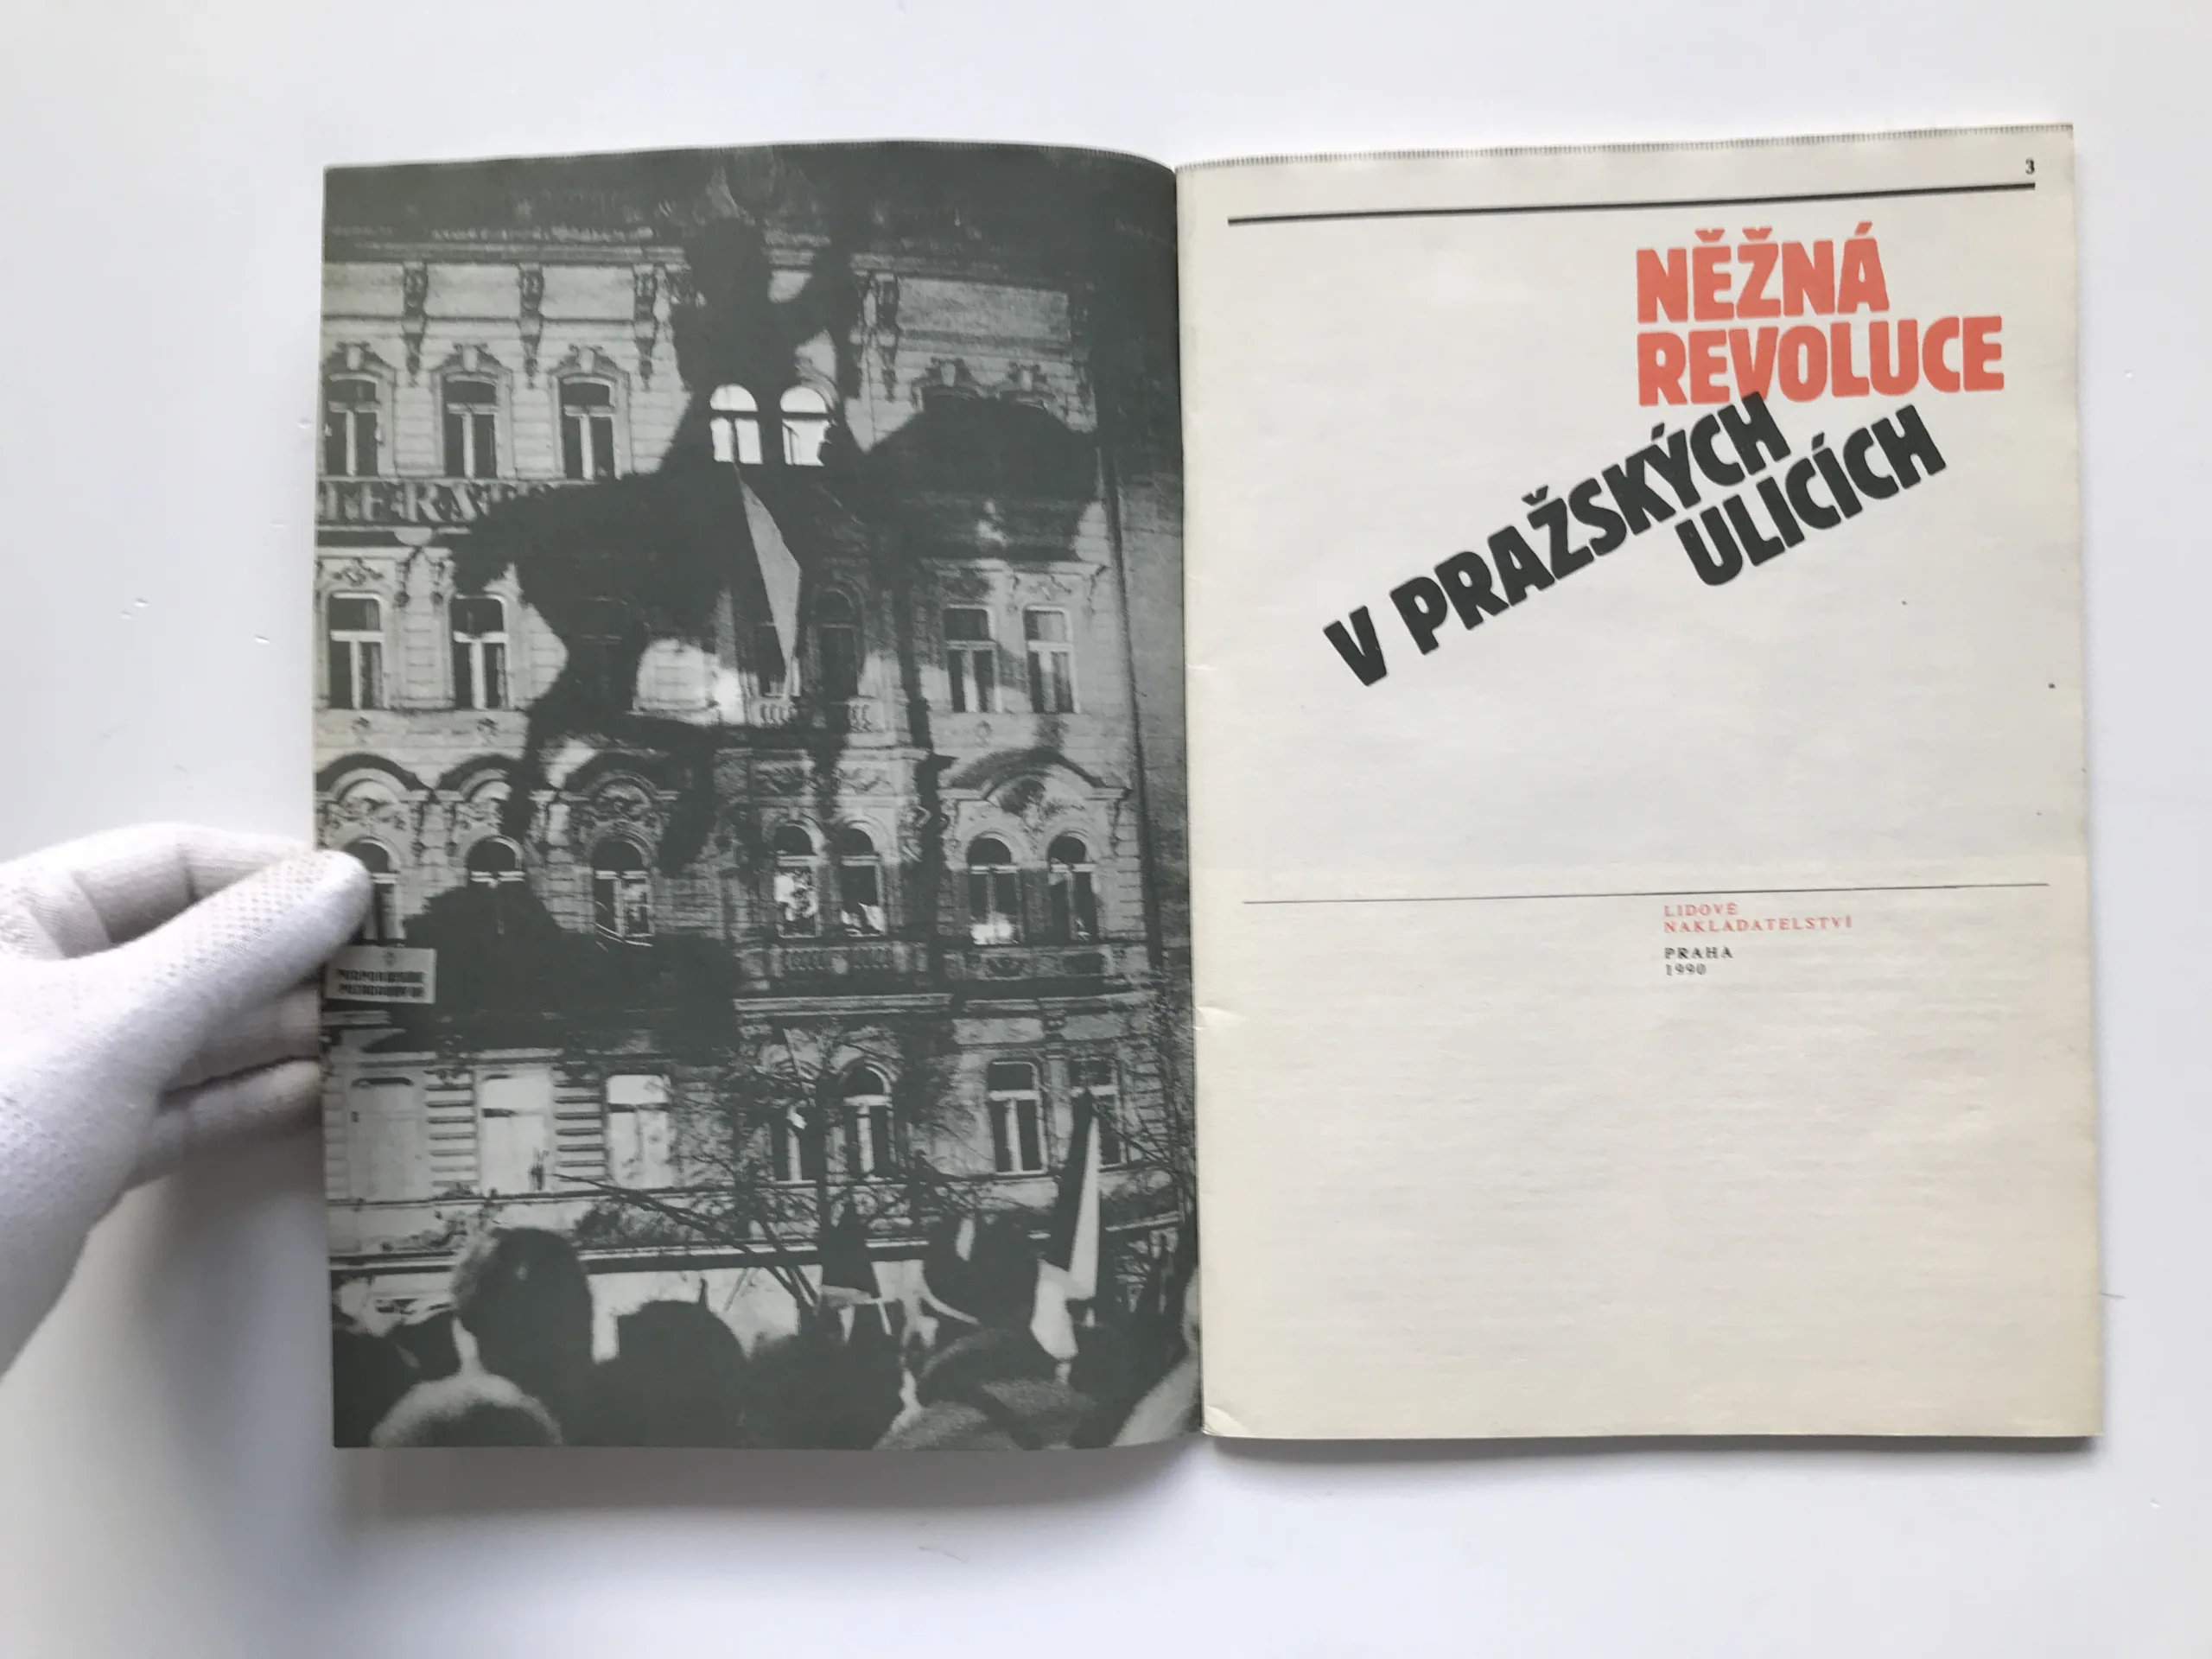 3
NĚŽNÁ
REVOLUCE
V PRAŽSKÝCH
ULICÍCH
LIDOVÉ
NAKLADATELSTVÍ
PRAHA
1990